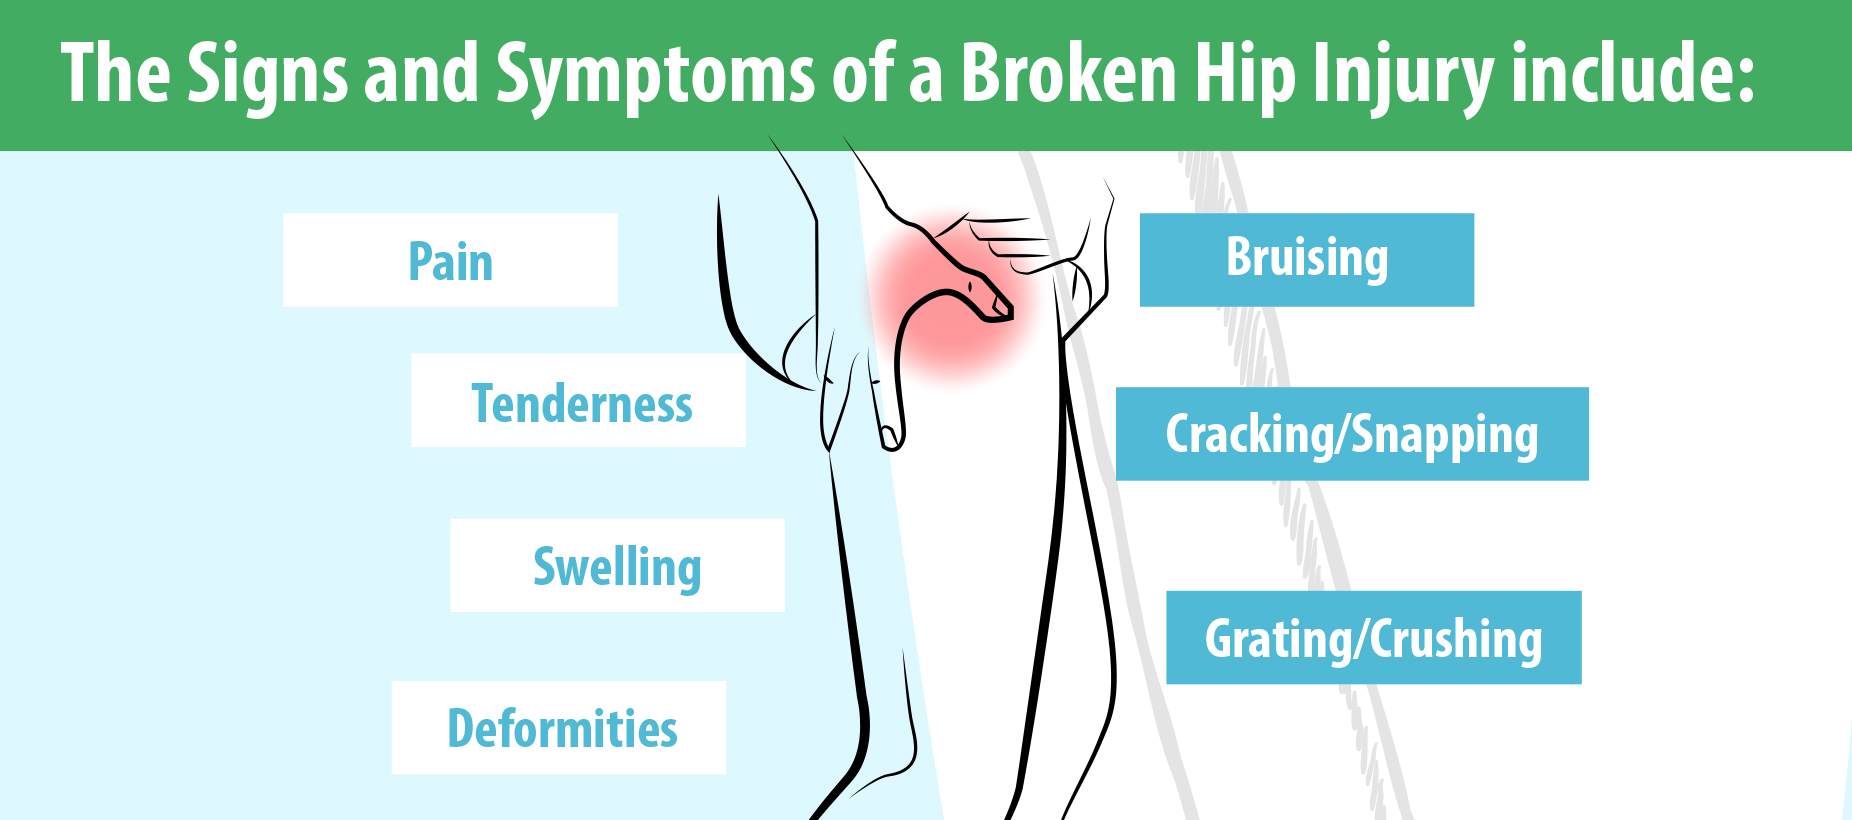 The Signs and Symptoms of a Broken Hip Injury include:
Pain
Tenderness
Swelling
Deformities
Bruising
Cracking/Snapping
Grating/Crushing